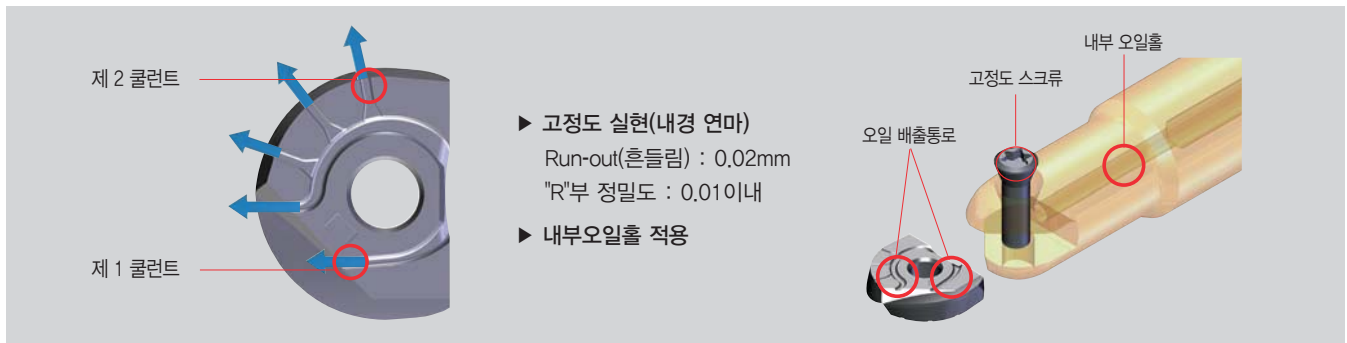 제 2 쿨런트
제 1 쿨런트
▶ 고정도 실현(내경 연마)
Run-out(흔들림) : 0.02mm
"R"부 정밀도 : 0.01이내
▶ 내부오일홀 적용
내부 오일홀
고정도 스크류
오일 배출통로